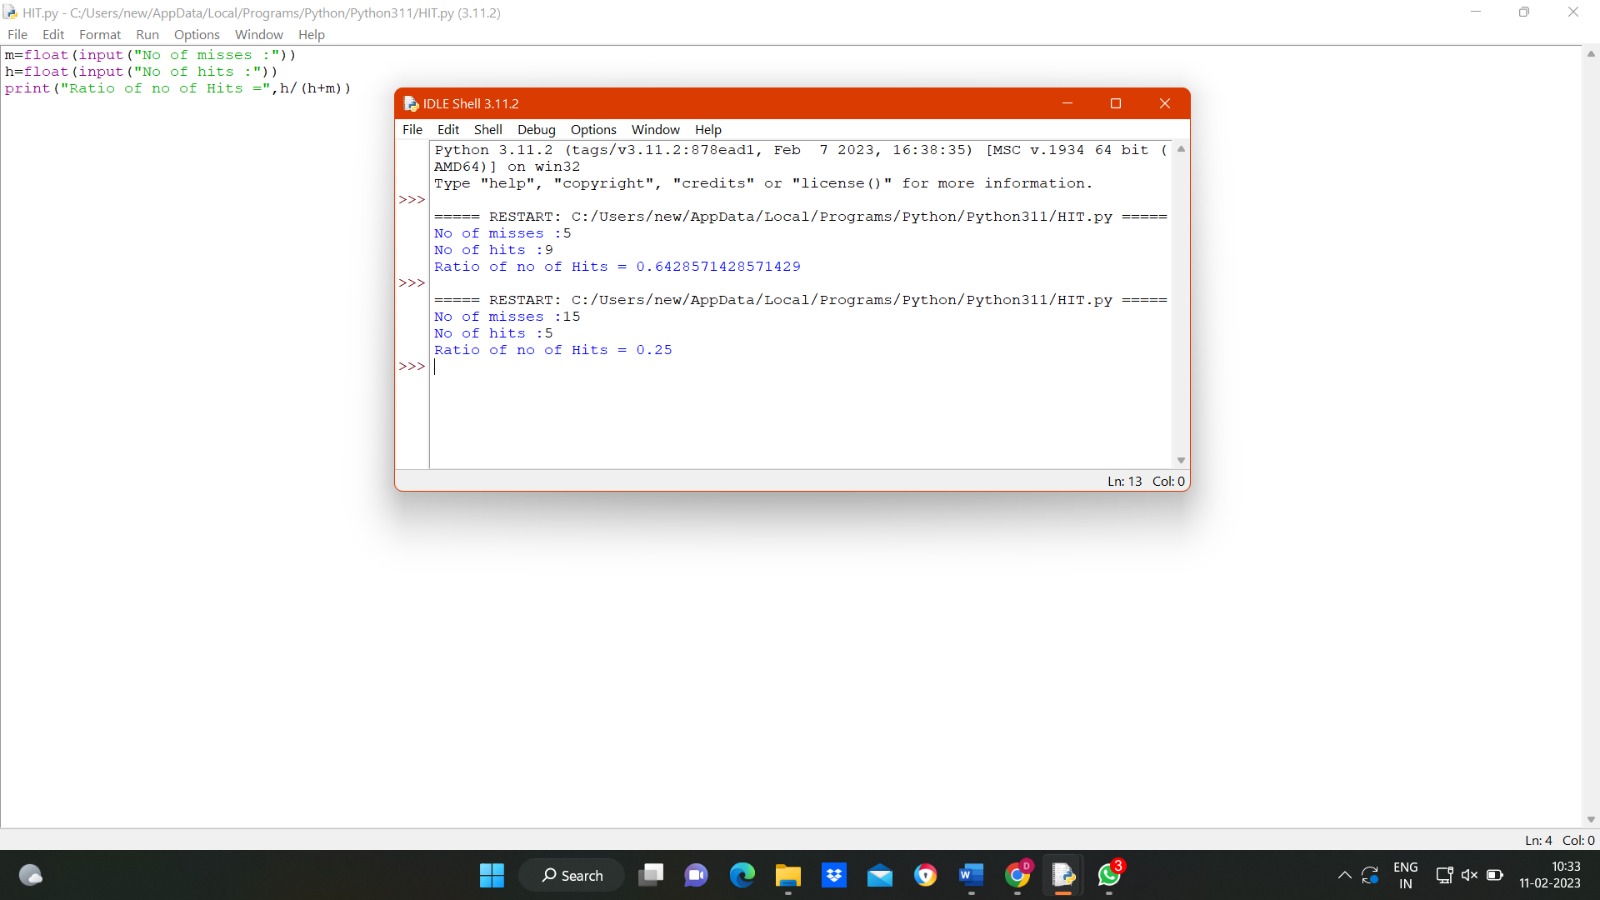 HIT.py - C:/Users/new/AppData/Local/Programs/Python/Python311/HIT.py (3.11.2)
File Edit Format Run Options Window Help
m=float(input("No of misses :"))
h=float(input("No of hits :"))
print("Ratio of no of Hits =",h/(h+m))
IDLE Shell 3.11.2
File Edit Shell Debug Options Window Help
Python 3.11.2 (tags/v3.11.2:878ead1, Feb  7 2023, 16:38:35) [MSC v.1934 64 bit (
AMD64)] on win32
Type "help", "copyright", "credits" or "license()" for more information.
>>>
===== RESTART: C:/Users/new/AppData/Local/Programs/Python/Python311/HIT.py =====
No of misses :5
No of hits :9
Ratio of no of Hits = 0.6428571428571429
>>>
===== RESTART: C:/Users/new/AppData/Local/Programs/Python/Python311/HIT.py =====
No of misses :15
No of hits :5
Ratio of no of Hits = 0.25
>>>
Ln: 13 Col: 0
Ln: 4 Col: 0
Search
W
D
3
ENG
IN
10:33
11-02-2023